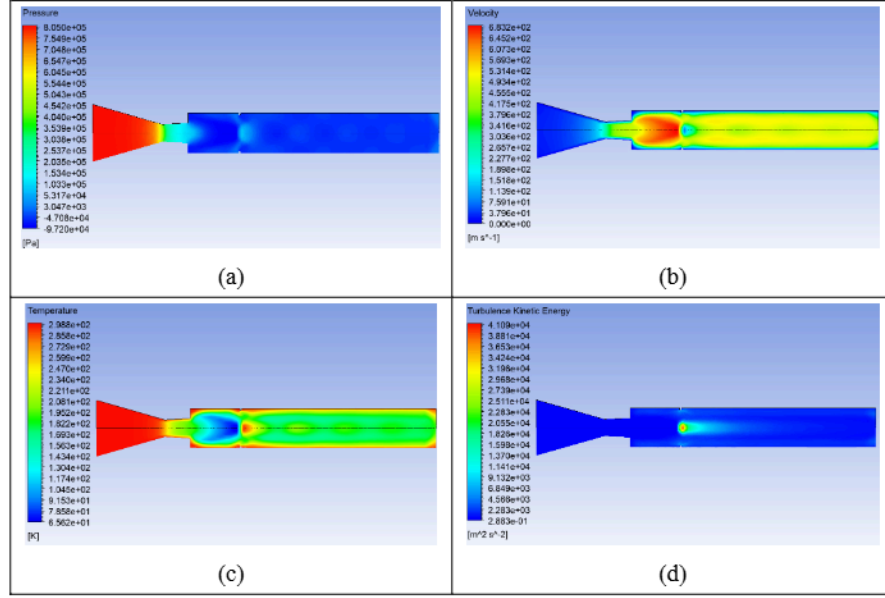 Pressure
8.050e+05
7.549e+05
7.048e+05
6.547e+05
6.045e+05
5.544e+05
5.043e+05
4.542e+05
4.040e+05
3.539e+05
3.038e+05
2.537e+05
2.035e+05
1.534e+05
1.033e+05
5.317e+04
3.047e+03
-4.708e+04
-9.720e+04
[Pa]
(a)
Velocity
6.832e+02
6.452e+02
6.073e+02
5.693e+02
5.314e+02
4.934e+02
4.555e+02
4.175e+02
3.796e+02
3.416e+02
3.036e+02
2.657e+02
2.277e+02
1.898e+02
1.518e+02
1.139e+02
7.591e+01
3.796e+01
0.000e+00
[m s^-1]
(b)
Temperature
2.988e+02
2.858e+02
2.729e+02
2.599e+02
2.470e+02
2.340e+02
2.211e+02
2.081e+02
1.952e+02
1.822e+02
1.693e+02
1.563e+02
1.434e+02
1.304e+02
1.174e+02
1.045e+02
9.153e+01
7.858e+01
6.562e+01
[K]
(c)
Turbulence Kinetic Energy
4.109e+04
3.881e+04
3.653e+04
3.424e+04
3.196e+04
2.968e+04
2.739e+04
2.511e+04
2.283e+04
2.055e+04
1.826e+04
1.598e+04
1.370e+04
1.141e+04
9.132e+03
6.849e+03
4.566e+03
2.283e+03
2.883e-01
[m^2 s^-2]
(d)